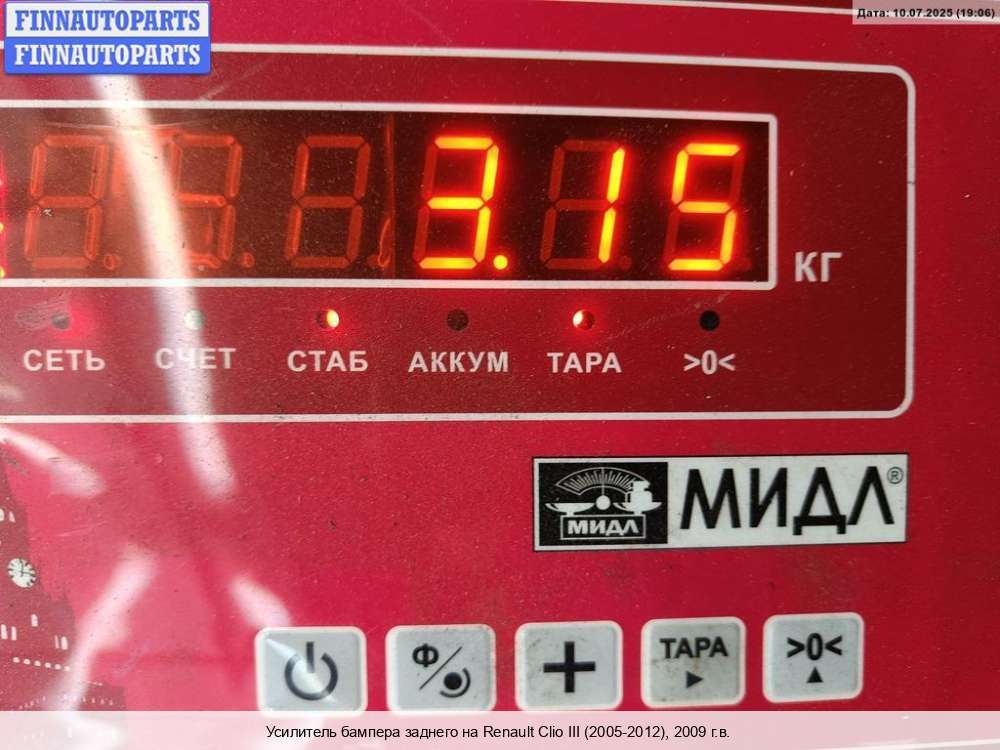 FINNAUTOPARTS
FINNAUTOPARTS
Дата: 10.07.2025 (19:06)
3.15
КГ
СЕТЬ СЧЕТ СТАБ АККУМ ТАРА >0<
МИДЛ МИДЛ®
Ф ТАРА >0<
Усилитель бампера заднего на Renault Clio III (2005-2012), 2009 г.в.